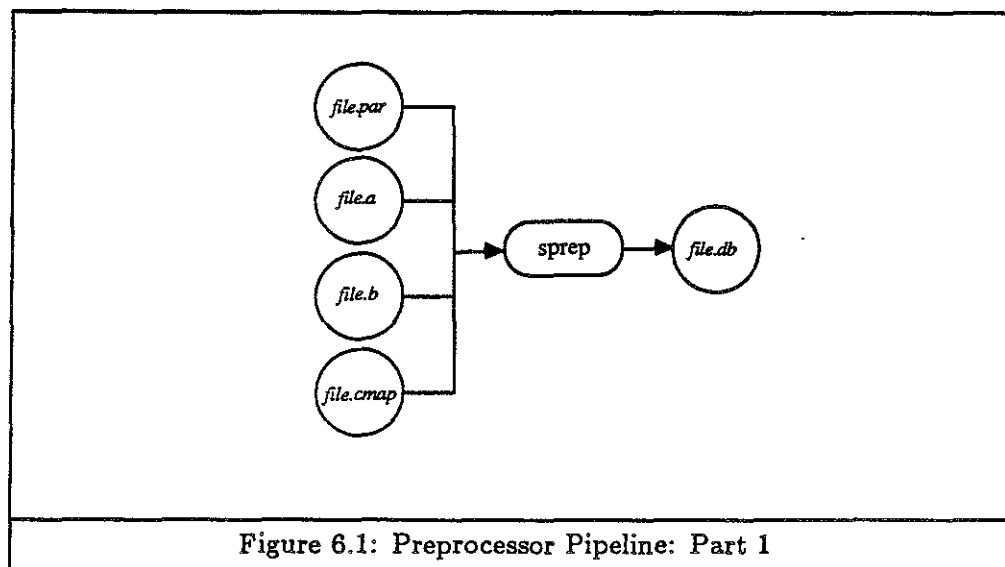 file.par
file.a
file.b
file.cmap
sprep
file.db
Figure 6.1: Preprocessor Pipeline: Part 1